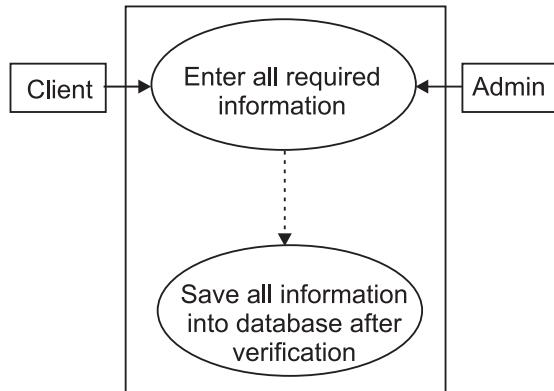 Client
Enter all required
information
Admin
Save all information
into database after
verification